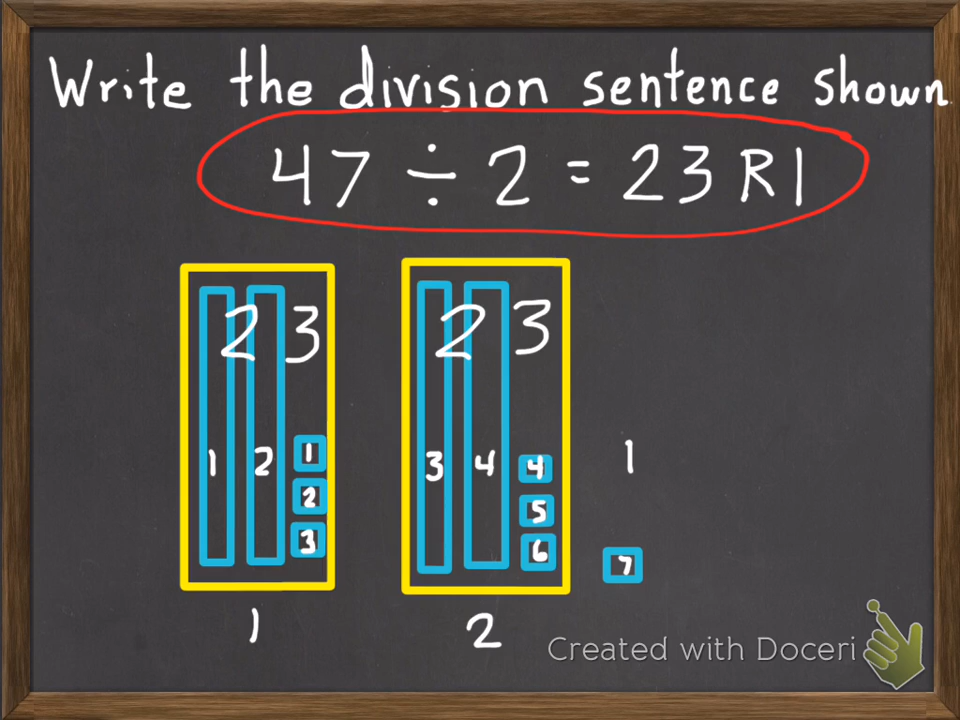 Write the division sentence shown.
47 ÷ 2 = 23 R1
23 23
1 2 1 3 4 4 1
2 5
3 6 7
1 2
Created with Doceri